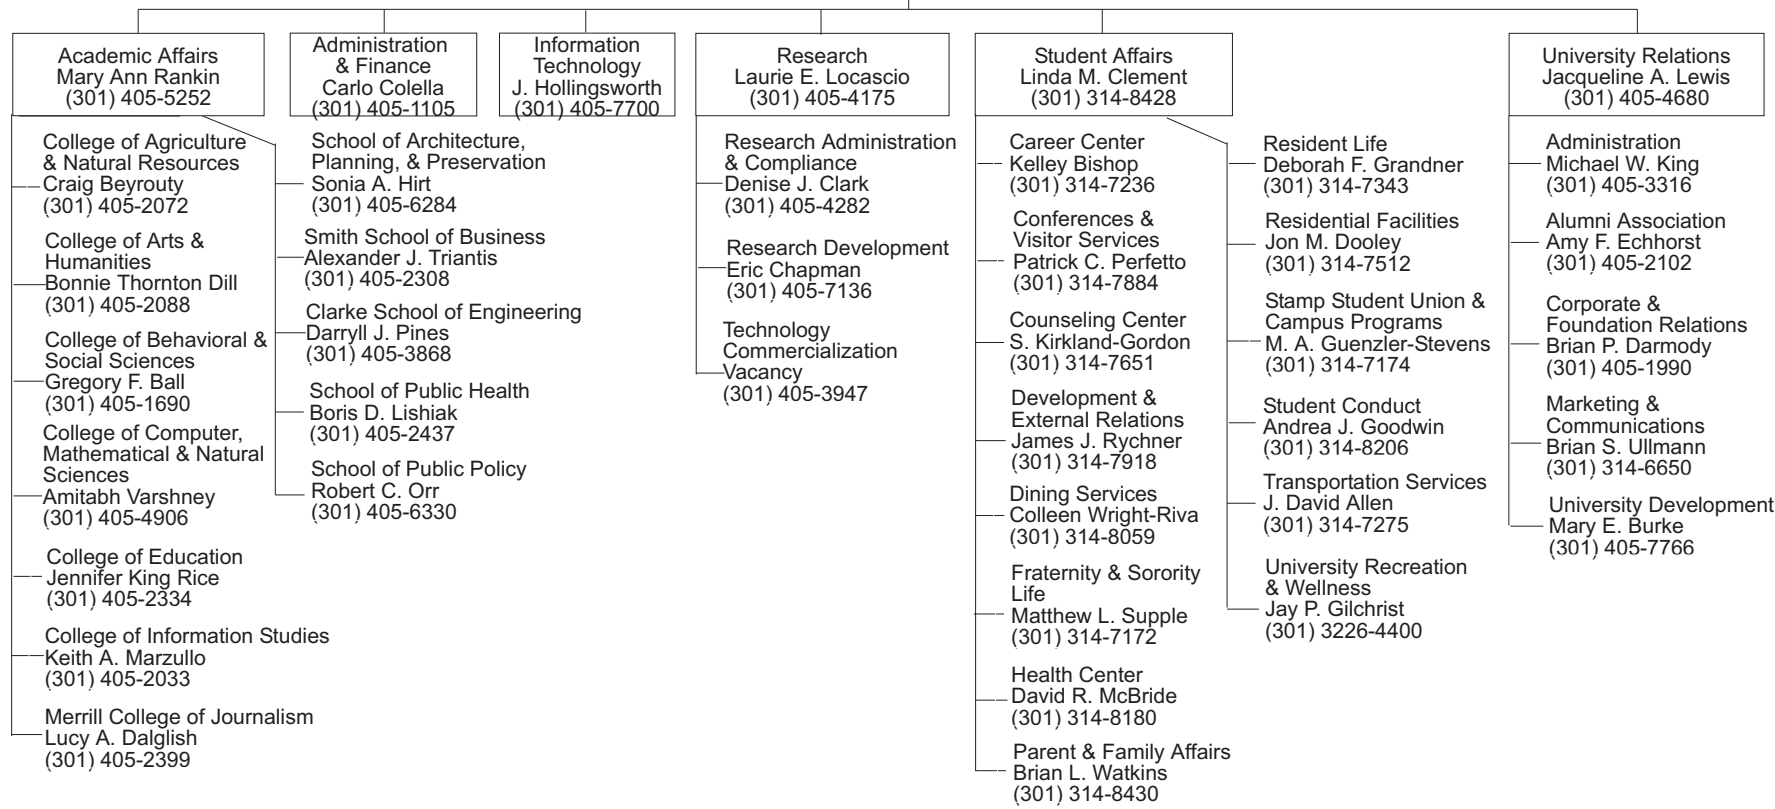 Academic Affairs
Mary Ann Rankin
(301) 405-5252
College of Agriculture
& Natural Resources
Craig Beyrouty
(301) 405-2072
College of Arts &
Humanities
Bonnie Thornton Dill
(301) 405-2088
College of Behavioral &
Social Sciences
Gregory F. Ball
(301) 405-1690
College of Computer,
Mathematical & Natural
Sciences
Amitabh Varshney
(301) 405-4906
College of Education
Jennifer King Rice
(301) 405-2334
College of Information Studies
Keith A. Marzullo
(301) 405-2033
Merrill College of Journalism
Lucy A. Dalglish
(301) 405-2399
School of Architecture,
Planning, & Preservation
Sonia A. Hirt
(301) 405-6284
Smith School of Business
Alexander J. Triantis
(301) 405-2308
Clarke School of Engineering
Darryll J. Pines
(301) 405-3868
School of Public Health
Boris D. Lishiak
(301) 405-2437
School of Public Policy
Robert C. Orr
(301) 405-6330
Administration
& Finance
Carlo Colella
(301) 405-1105
Information
Technology
J. Hollingsworth
(301) 405-7700
Research
Laurie E. Locascio
(301) 405-4175
Research Administration
& Compliance
Denise J. Clark
(301) 405-4282
Research Development
Eric Chapman
(301) 405-7136
Technology
Commercialization
Vacancy
(301) 405-3947
Student Affairs
Linda M. Clement
(301) 314-8428
Career Center
Kelley Bishop
(301) 314-7236
Conferences &
Visitor Services
Patrick C. Perfetto
(301) 314-7884
Counseling Center
S. Kirkland-Gordon
(301) 314-7651
Development &
External Relations
James J. Rychner
(301) 314-7918
Dining Services
Colleen Wright-Riva
(301) 314-8059
Fraternity & Sorority
Life
Matthew L. Supple
(301) 314-7172
Health Center
David R. McBride
(301) 314-8180
Parent & Family Affairs
Brian L. Watkins
(301) 314-8430
Resident Life
Deborah F. Grandner
(301) 314-7343
Residential Facilities
Jon M. Dooley
(301) 314-7512
Stamp Student Union &
Campus Programs
M. A. Guenzler-Stevens
(301) 314-7174
Student Conduct
Andrea J. Goodwin
(301) 314-8206
Transportation Services
J. David Allen
(301) 314-7275
University Recreation
& Wellness
Jay P. Gilchrist
(301) 3226-4400
University Relations
Jacqueline A. Lewis
(301) 405-4680
Administration
Michael W. King
(301) 405-3316
Alumni Association
Amy F. Echhorst
(301) 405-2102
Corporate &
Foundation Relations
Brian P. Darmody
(301) 405-1990
Marketing &
Communications
Brian S. Ullmann
(301) 314-6650
University Development
Mary E. Burke
(301) 405-7766